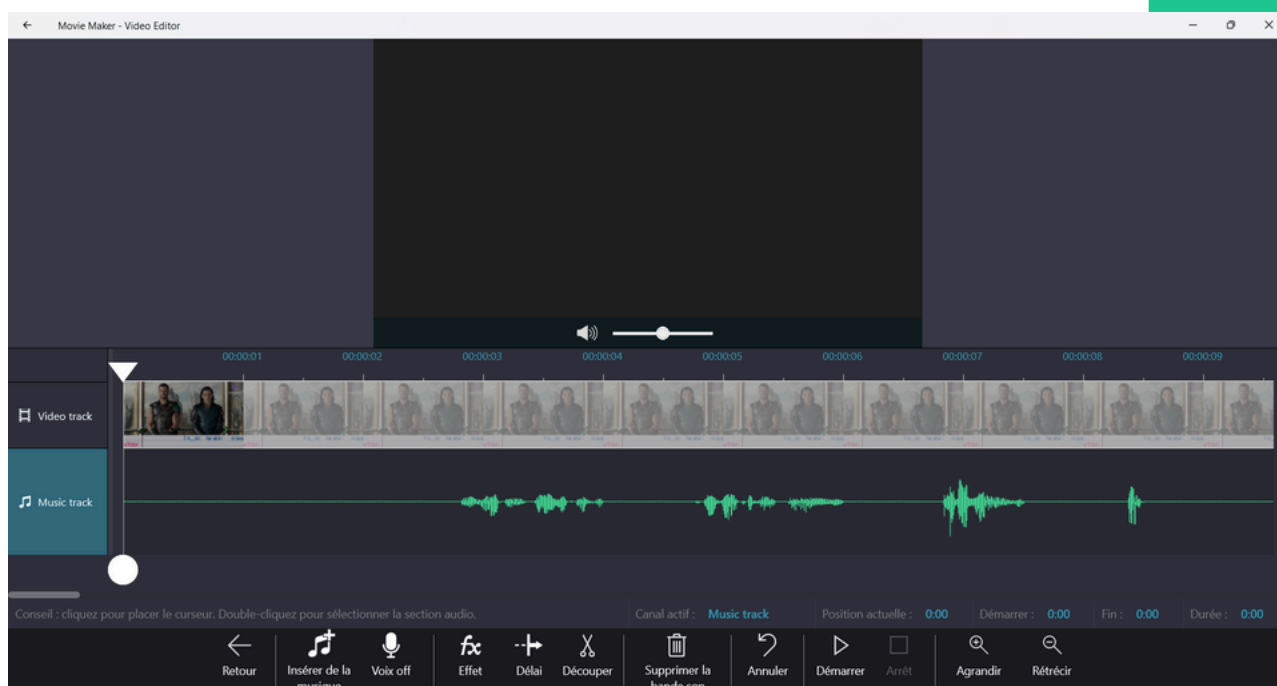 Movie Maker - Video Editor
00:00:01 00:00:02 00:00:03 00:00:04 00:00:05 00:00:06 00:00:07 00:00:08 00:00:09
Video track
Music track
Conseil : cliquez pour placer le curseur. Double-cliquez pour sélectionner la section audio. Canal actif : Music track Position actuelle : 0:00 Démarrer : 0:00 Fin : 0:00 Durée : 0:00
Retour Insérer de la musique Voix off Effet Délai Découper Supprimer la bande son Annuler Démarrer Arrêt Agrandir Rétrécir